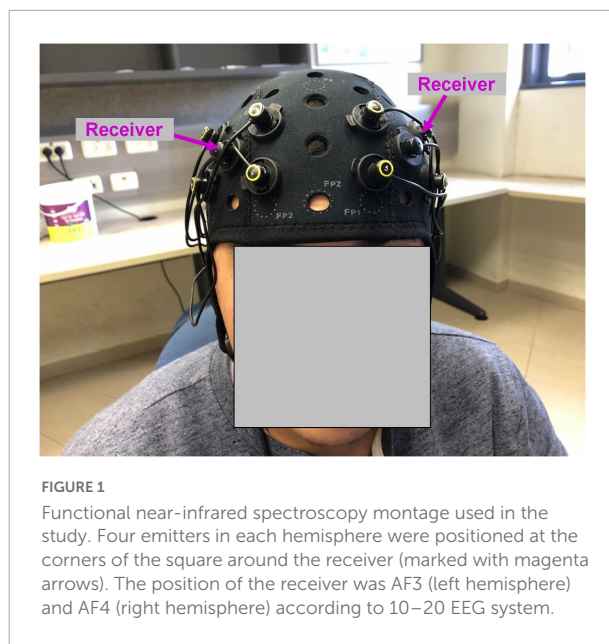 Receiver
Receiver
FPZ
FP2
FP1
FIGURE 1
Functional near-infrared spectroscopy montage used in the
study. Four emitters in each hemisphere were positioned at the
corners of the square around the receiver (marked with magenta
arrows). The position of the receiver was AF3 (left hemisphere)
and AF4 (right hemisphere) according to 10–20 EEG system.